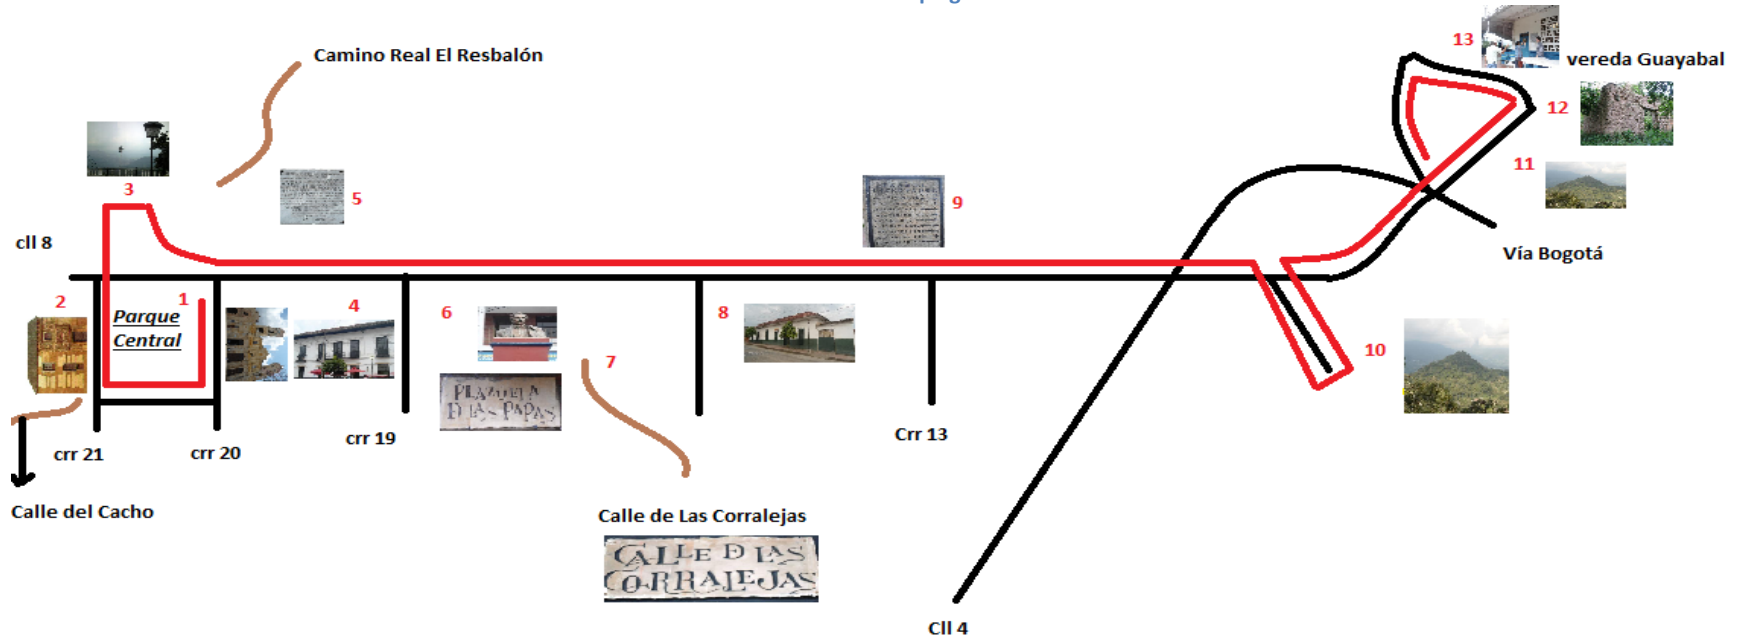 Camino Real El Resbalón
13
vereda Guayabal
12
11
3
5
9
cll 8
Vía Bogotá
2
1
4
6
8
Parque
Central
7
10
PLAZUELA
D LAS PAPAS
crr 19
Crr 13
crr 21
crr 20
Calle del Cacho
Calle de Las Corralejas
CALLE D LAS
CORRALEJAS
Cll 4